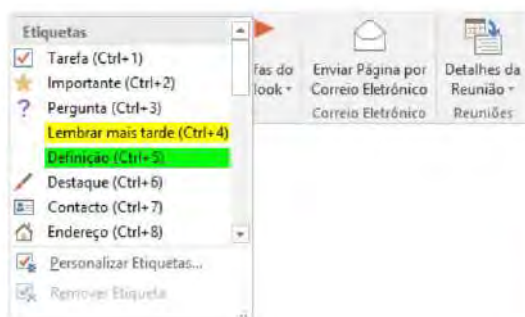 Etiquetas
Tarefa (Ctrl+1)
Importante (Ctrl+2)
Pergunta (Ctrl+3)
Lembrar mais tarde (Ctrl+4)
Definição (Ctrl+5)
Destaque (Ctrl+6)
Contacto (Ctrl+7)
Endereço (Ctrl+8)
Personalizar Etiquetas...
Remover Etiqueta
fas do
look
Enviar Página por
Correio Eletrónico
Correio Eletrónico
Detalhes da
Reunião
Reuniões